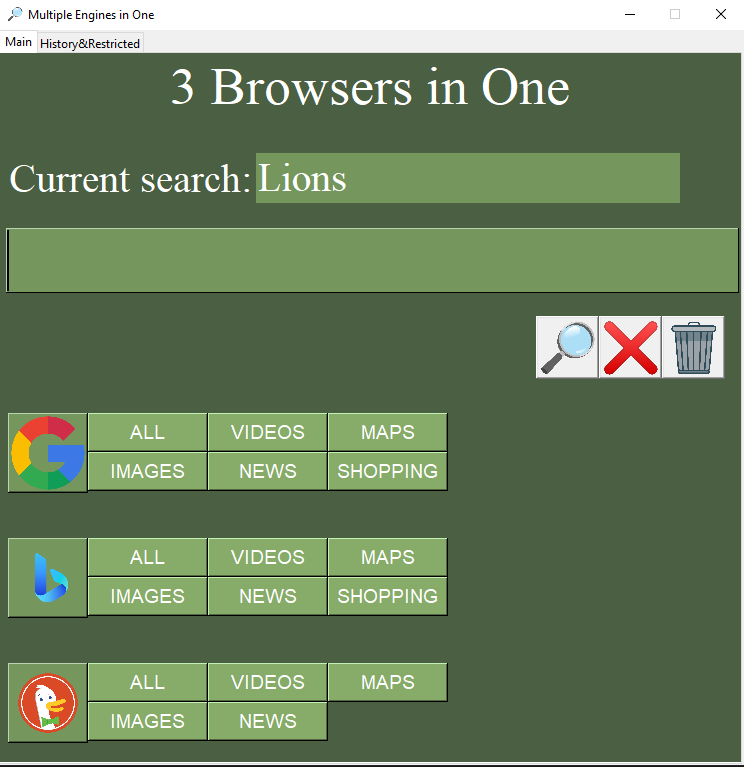 Multiple Engines in One
Main History&Restricted
3 Browsers in One
Current search: Lions
ALL VIDEOS MAPS
IMAGES NEWS SHOPPING
ALL VIDEOS MAPS
IMAGES NEWS SHOPPING
ALL VIDEOS MAPS
IMAGES NEWS